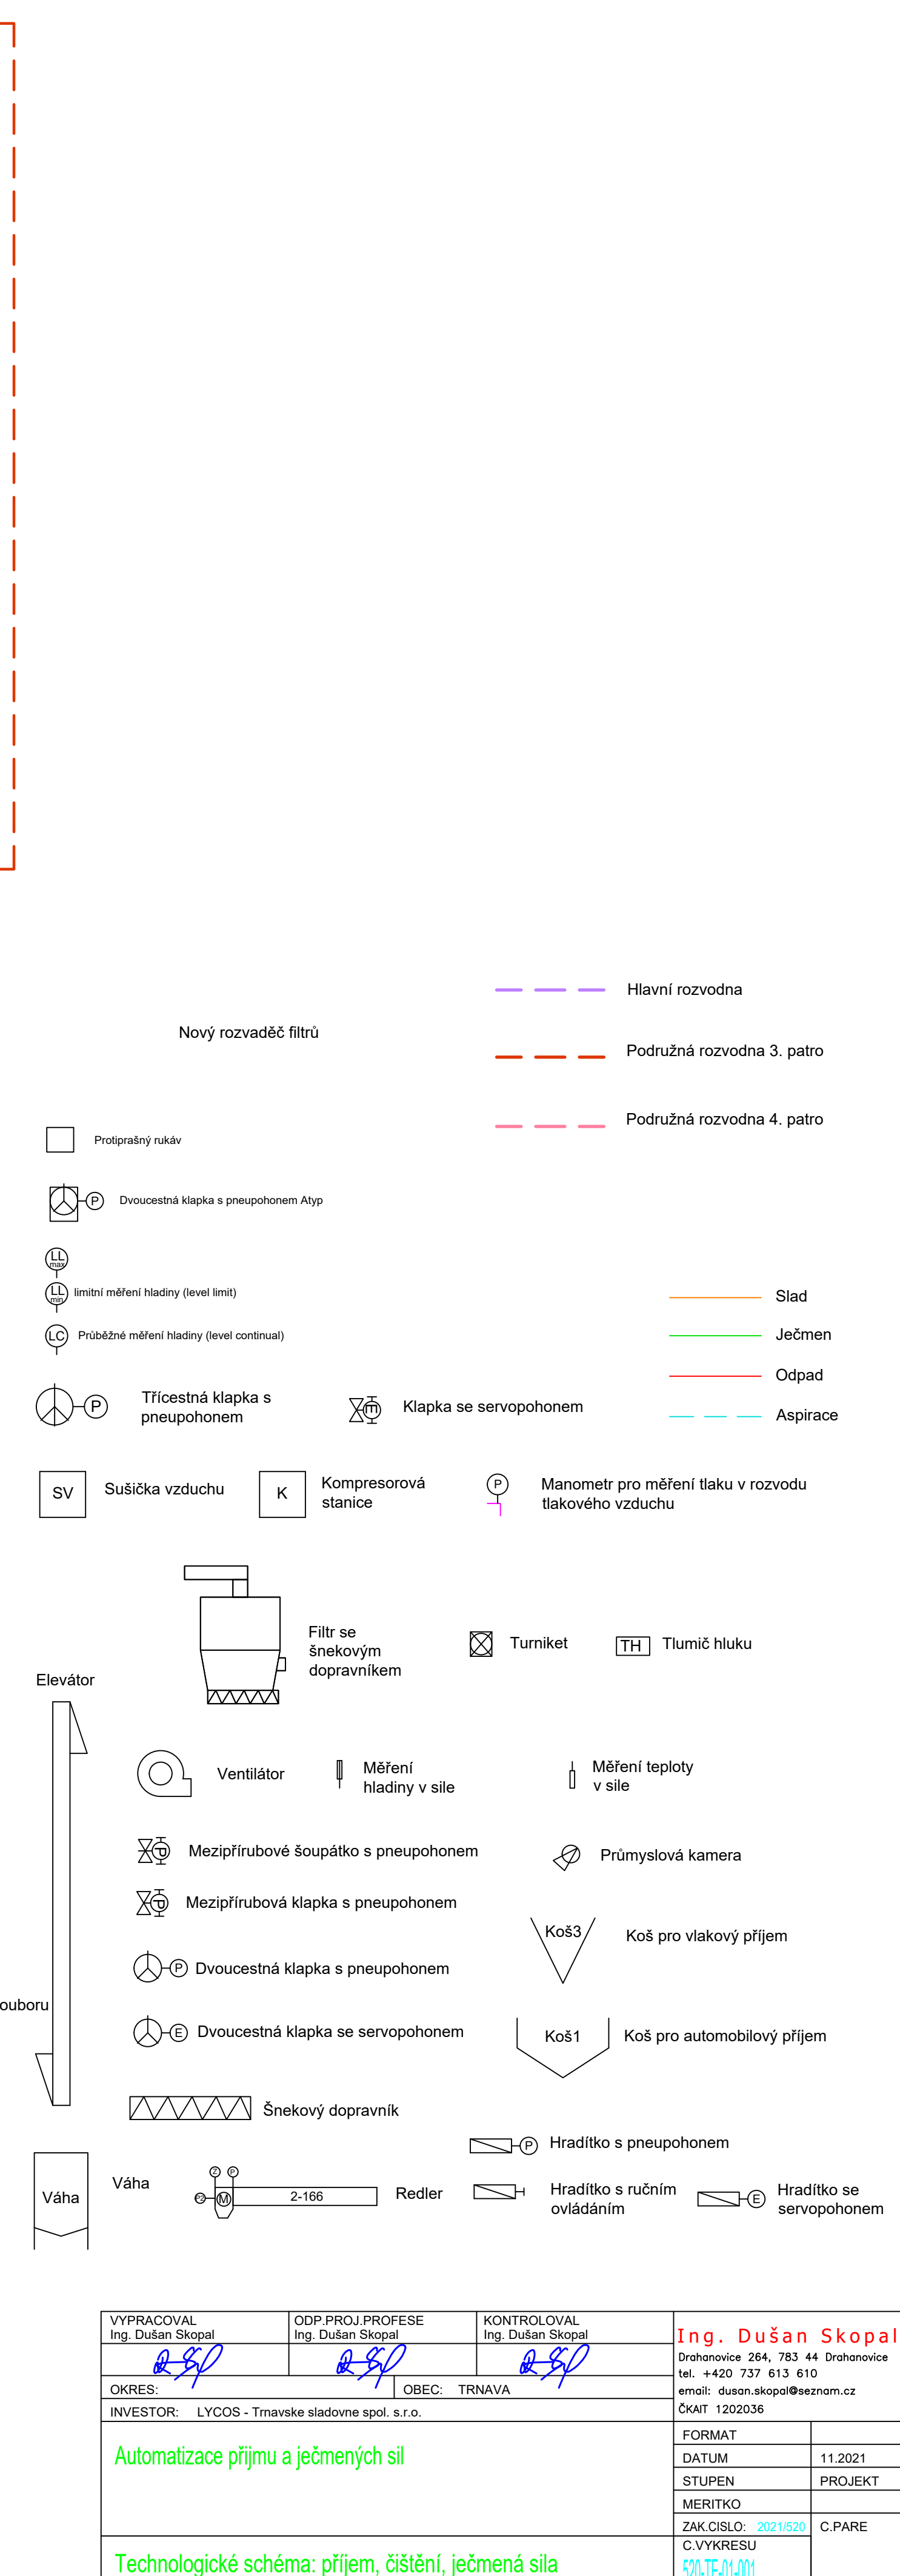 Hlavní rozvodna
Nový rozvaděč filtrů
Podružná rozvodna 3. patro
Podružná rozvodna 4. patro
Protiprašný rukáv
P
Dvoucestná klapka s pneupohonem Atyp
LL
max
LL
min
limitní měření hladiny (level limit)
LC
Průběžné měření hladiny (level continual)
Slad
Ječmen
Odpad
Aspirace
P
Třícestná klapka s
pneupohonem
E
Klapka se servopohonem
SV
Sušička vzduchu
K
Kompresorová
stanice
P
Manometr pro měření tlaku v rozvodu
tlakového vzduchu
Filtr se
šnekovým
dopravníkem
Turniket
TH
Tlumič hluku
Elevátor
Ventilátor
Měření
hladiny v sile
Měření teploty
v sile
P
Mezipřírubové šoupátko s pneupohonem
Průmyslová kamera
P
Mezipřírubová klapka s pneupohonem
Koš3
Koš pro vlakový příjem
P
Dvoucestná klapka s pneupohonem
ouboru
E
Dvoucestná klapka se servopohonem
Koš1
Koš pro automobilový příjem
Šnekový dopravník
P
Hradítko s pneupohonem
Váha
Váha
Z
P
PZ
M
2-166
Redler
Hradítko s ručním
ovládáním
E
Hradítko se
servopohonem
VYPRACOVAL
Ing. Dušan Skopal
ODP.PROJ.PROFESE
Ing. Dušan Skopal
KONTROLOVAL
Ing. Dušan Skopal
Ing. Dušan Skopal
Drahanovice 264, 783 44 Drahanovice
tel. +420 737 613 610
email: dusan.skopal@seznam.cz
ČKAIT 1202036
OKRES:
OBEC: TRNAVA
INVESTOR: LYCOS - Trnavske sladovne spol. s.r.o.
Automatizace přijmu a ječmených sil
FORMAT
DATUM 11.2021
STUPEN PROJEKT
MERITKO
ZAK.CISLO: 2021/520 C.PARE
C.VYKRESU
520-TE-01-001
Technologické schéma: příjem, čištění, ječmená sila